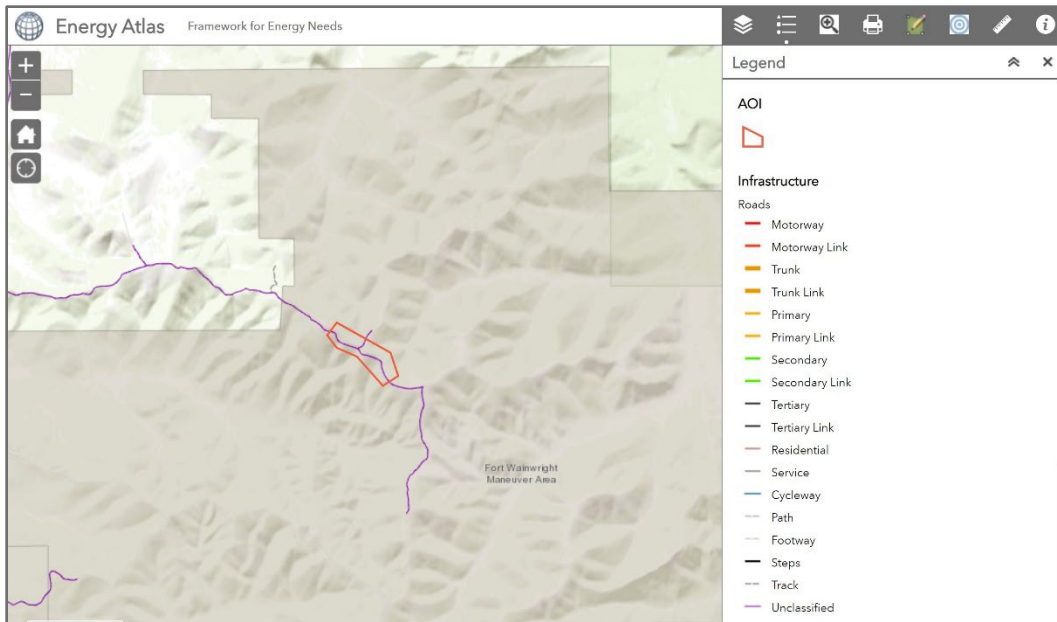 Energy Atlas
Framework for Energy Needs
Legend
AOI
Infrastructure
Roads
Motorway
Motorway Link
Trunk
Trunk Link
Primary
Primary Link
Secondary
Secondary Link
Tertiary
Tertiary Link
Residential
Service
Cycleway
Path
Footway
Steps
Track
Unclassified
Fort Wainwright
Maneuver Area